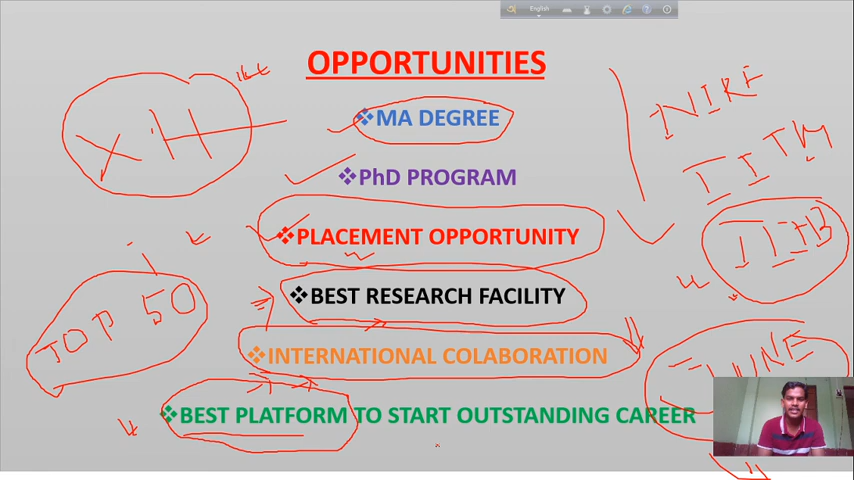 English
OPPORTUNITIES
XH
❖MA DEGREE
NIRF
❖PhD PROGRAM
IITM
❖PLACEMENT OPPORTUNITY
IITB
TOP 50
❖BEST RESEARCH FACILITY
❖INTERNATIONAL COLABORATION
❖BEST PLATFORM TO START OUTSTANDING CAREER